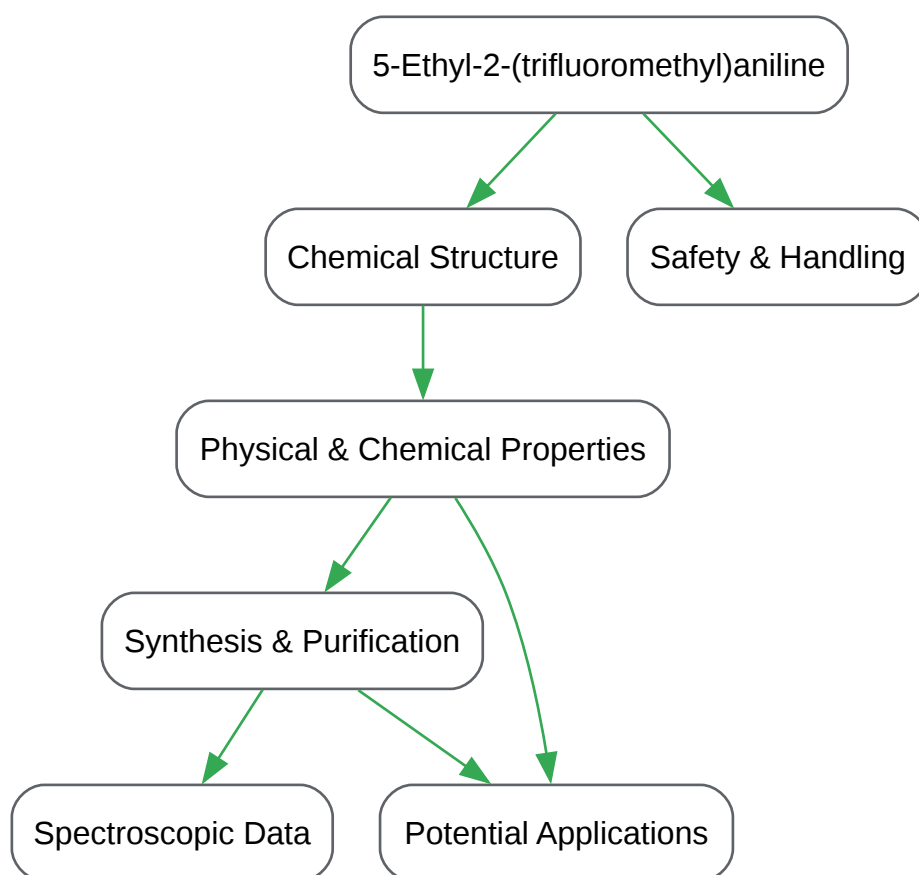 5-Ethyl-2-(trifluoromethyl)aniline
Chemical Structure
Safety & Handling
Physical & Chemical Properties
Synthesis & Purification
Spectroscopic Data
Potential Applications